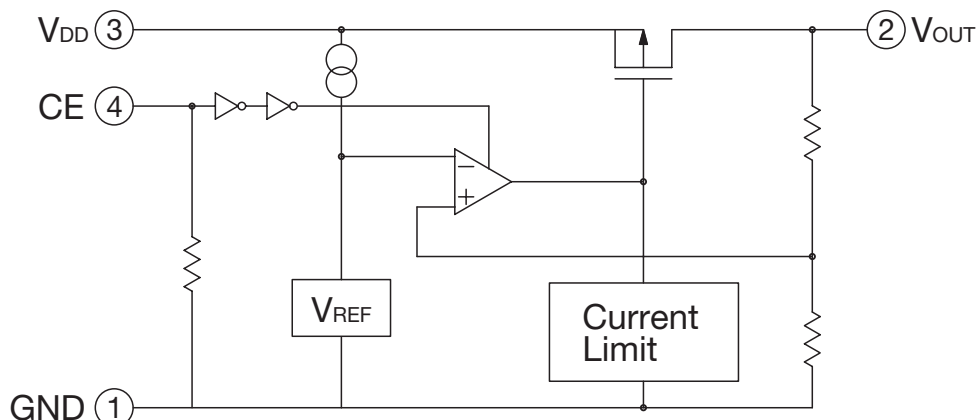 VDD 3
2 VOUT
CE 4
−
+
VREF
Current
Limit
GND 1